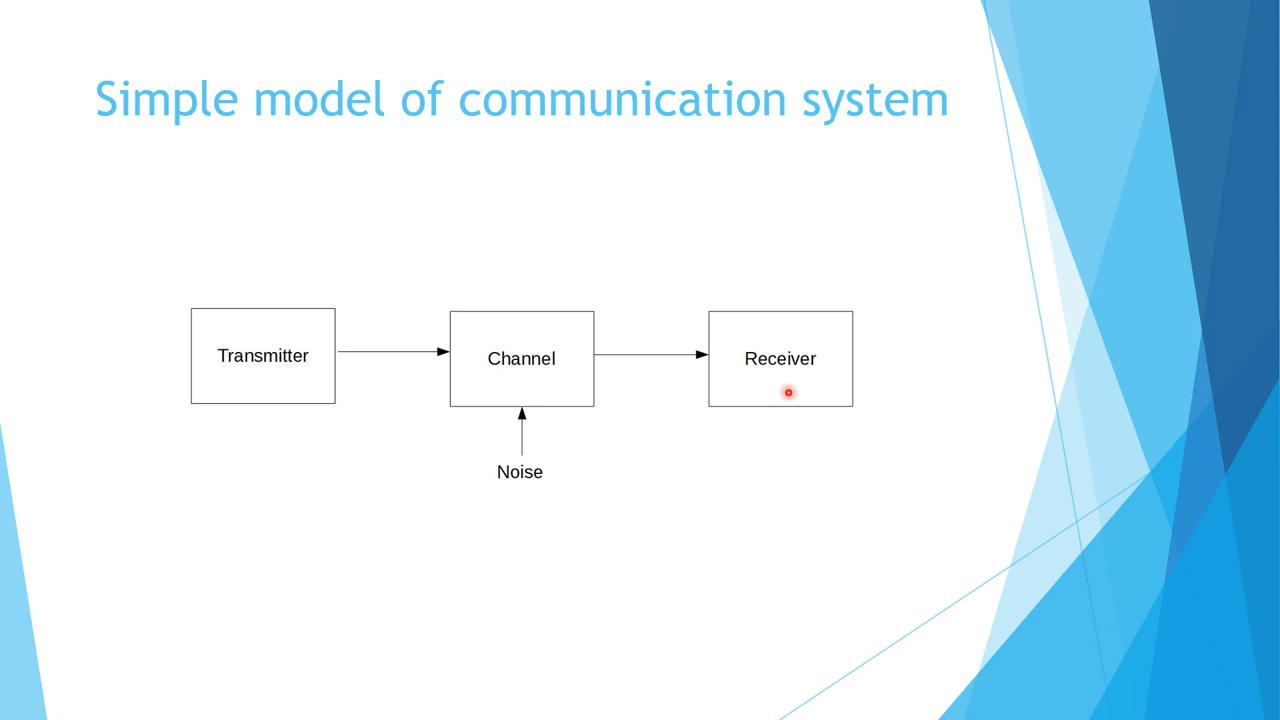 Simple model of communication system
Transmitter
Channel
Receiver
Noise